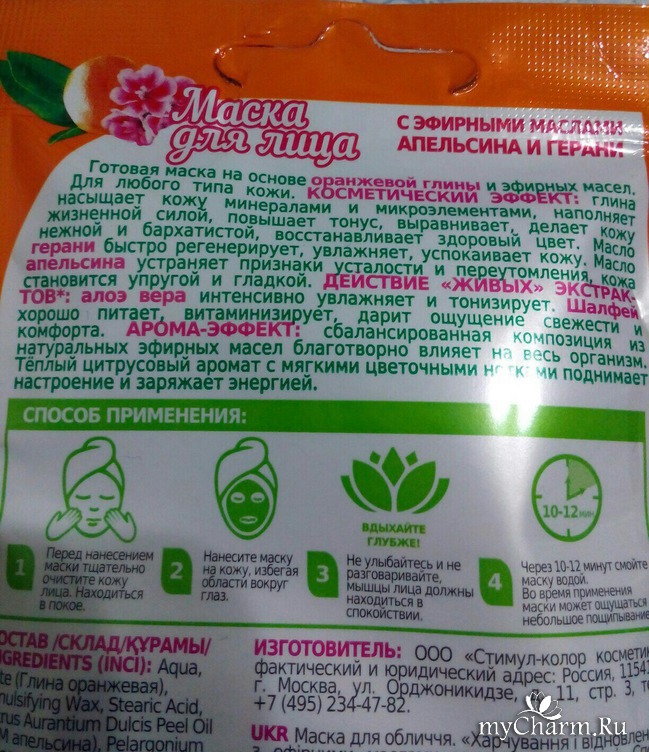 Маска
для лица
С ЭФИРНЫМИ МАСЛАМИ
АПЕЛЬСИНА И ГЕРАНИ
Готовая маска на основе оранжевой глины и эфирных масел.
Для любого типа кожи. КОСМЕТИЧЕСКИЙ ЭФФЕКТ: глина
насыщает кожу минералами и микроэлементами, наполняет
жизненной силой, повышает тонус, выравнивает, делает кожу
нежной и бархатистой, восстанавливает здоровый цвет. Масло
герани быстро регенерирует, увлажняет, успокаивает кожу. Масло
апельсина устраняет признаки усталости и переутомления, кожа
становится упругой и гладкой. ДЕЙСТВИЕ «ЖИВЫХ» ЭКСТРАК-
ТОВ*: алоэ вера интенсивно увлажняет и тонизирует. Шалфей
хорошо питает, витаминизирует, дарит ощущение свежести и
комфорта. АРОМА-ЭФФЕКТ: сбалансированная композиция из
натуральных эфирных масел благотворно влияет на весь организм.
Тёплый цитрусовый аромат с мягкими цветочными нотками поднимает
настроение и заряжает энергией.
СПОСОБ ПРИМЕНЕНИЯ:
ВДЫХАЙТЕ
ГЛУБЖЕ!
10-12 мин
1
Перед нанесением
маски тщательно
очистите кожу
лица. Находиться
в покое.
2
Нанесите маску
на кожу, избегая
области вокруг
глаз.
3
Не улыбайтесь и не
разговаривайте,
мышцы лица должны
находиться в
спокойствии.
4
Через 10-12 минут смойте
маску водой.
Во время применения
маски может ощущаться
небольшое пощипывание
ОСТАВ /СКЛАД/ҚҰРАМЫ/
NGREDIENTS (INCI): Aqua,
te (Глина оранжевая),
mulsifying Wax, Stearic Acid,
rus Aurantium Dulcis Peel Oil
М апельсина), Pelargonium
ИЗГОТОВИТЕЛЬ: ООО «Стимул-колор косметик
фактический и юридический адрес: Россия, 11541
г. Москва, ул. Орджоникидзе, 11, стр. 3,
+7 (495) 234-47-82.
UKR Маска для обличчя. «Харчування
myCharm.Ru